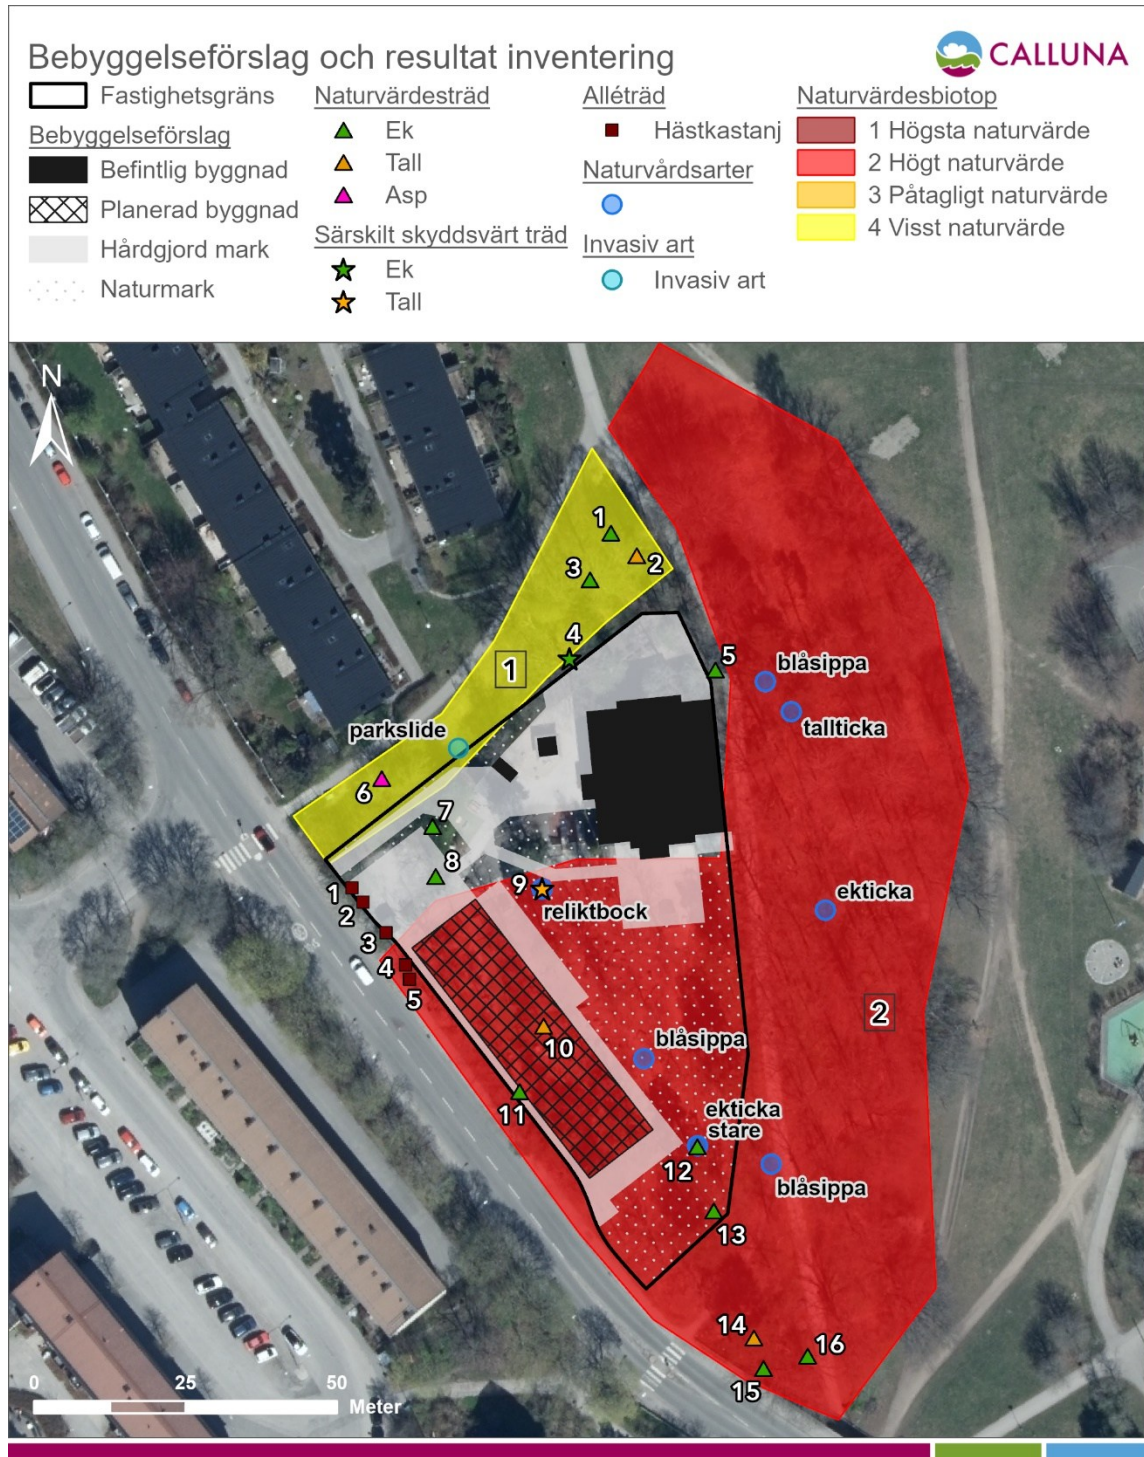 Bebyggelseförslag och resultat inventering
CALLUNA
Fastighetsgräns
Bebyggelseförslag
Befintlig byggnad
Planerad byggnad
Hårdgjord mark
Naturmark
Naturvärdesträd
Ek
Tall
Asp
Särskilt skyddsvärt träd
Ek
Tall
Alléträd
Hästkastanj
Naturvårdsarter
Invasiv art
Invasiv art
Naturvärdesbiotop
1 Högsta naturvärde
2 Högt naturvärde
3 Påtagligt naturvärde
4 Visst naturvärde
N
1
2
3
4
1
5
blåsippa
tallticka
parkslide
6
7
8
9
reliktbock
1
2
3
4
5
ekticka
2
10
blåsippa
11
ekticka
stare
12
blåsippa
13
14
16
15
0 25 50
Meter